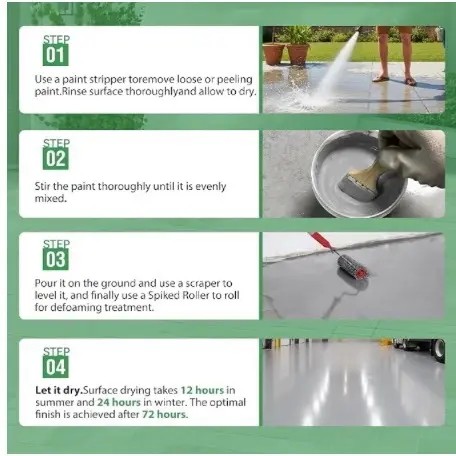 STEP
01
Use a paint stripper toremove loose or peeling
paint.Rinse surface thoroughlyand allow to dry.
STEP
02
Stir the paint thoroughly until it is evenly
mixed.
STEP
03
Pour it on the ground and use a scraper to
level it, and finally use a Spiked Roller to roll
for defoaming treatment.
STEP
04
Let it dry.Surface drying takes 12 hours in
summer and 24 hours in winter. The optimal
finish is achieved after 72 hours.